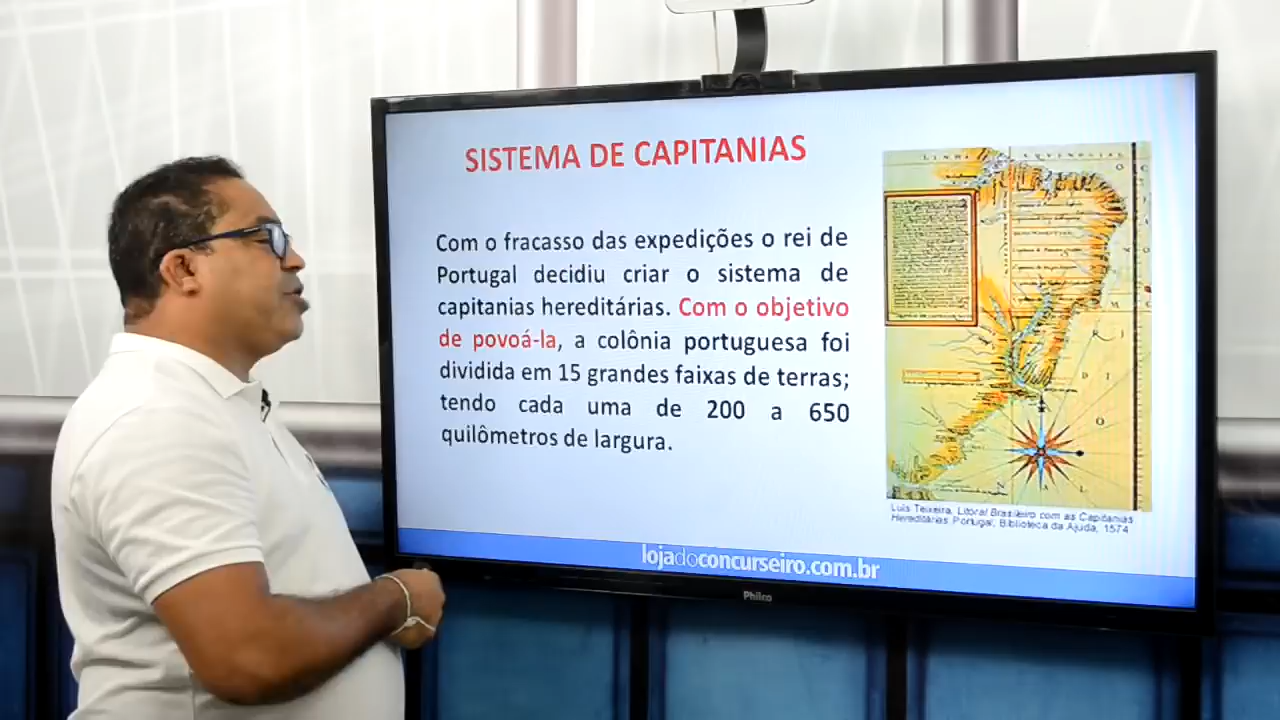 SISTEMA DE CAPITANIAS
Com o fracasso das expedições o rei de
Portugal decidiu criar o sistema de
capitanias hereditárias. Com o objetivo
de povoá-la, a colônia portuguesa foi
dividida em 15 grandes faixas de terras;
tendo cada uma de 200 a 650
quilômetros de largura.
Luís Teixeira, Litoral Brasileiro com as Capitanias
Hereditárias Portugal, Biblioteca da Ajuda, 1574
lojadoconcurseiro.com.br
Philco